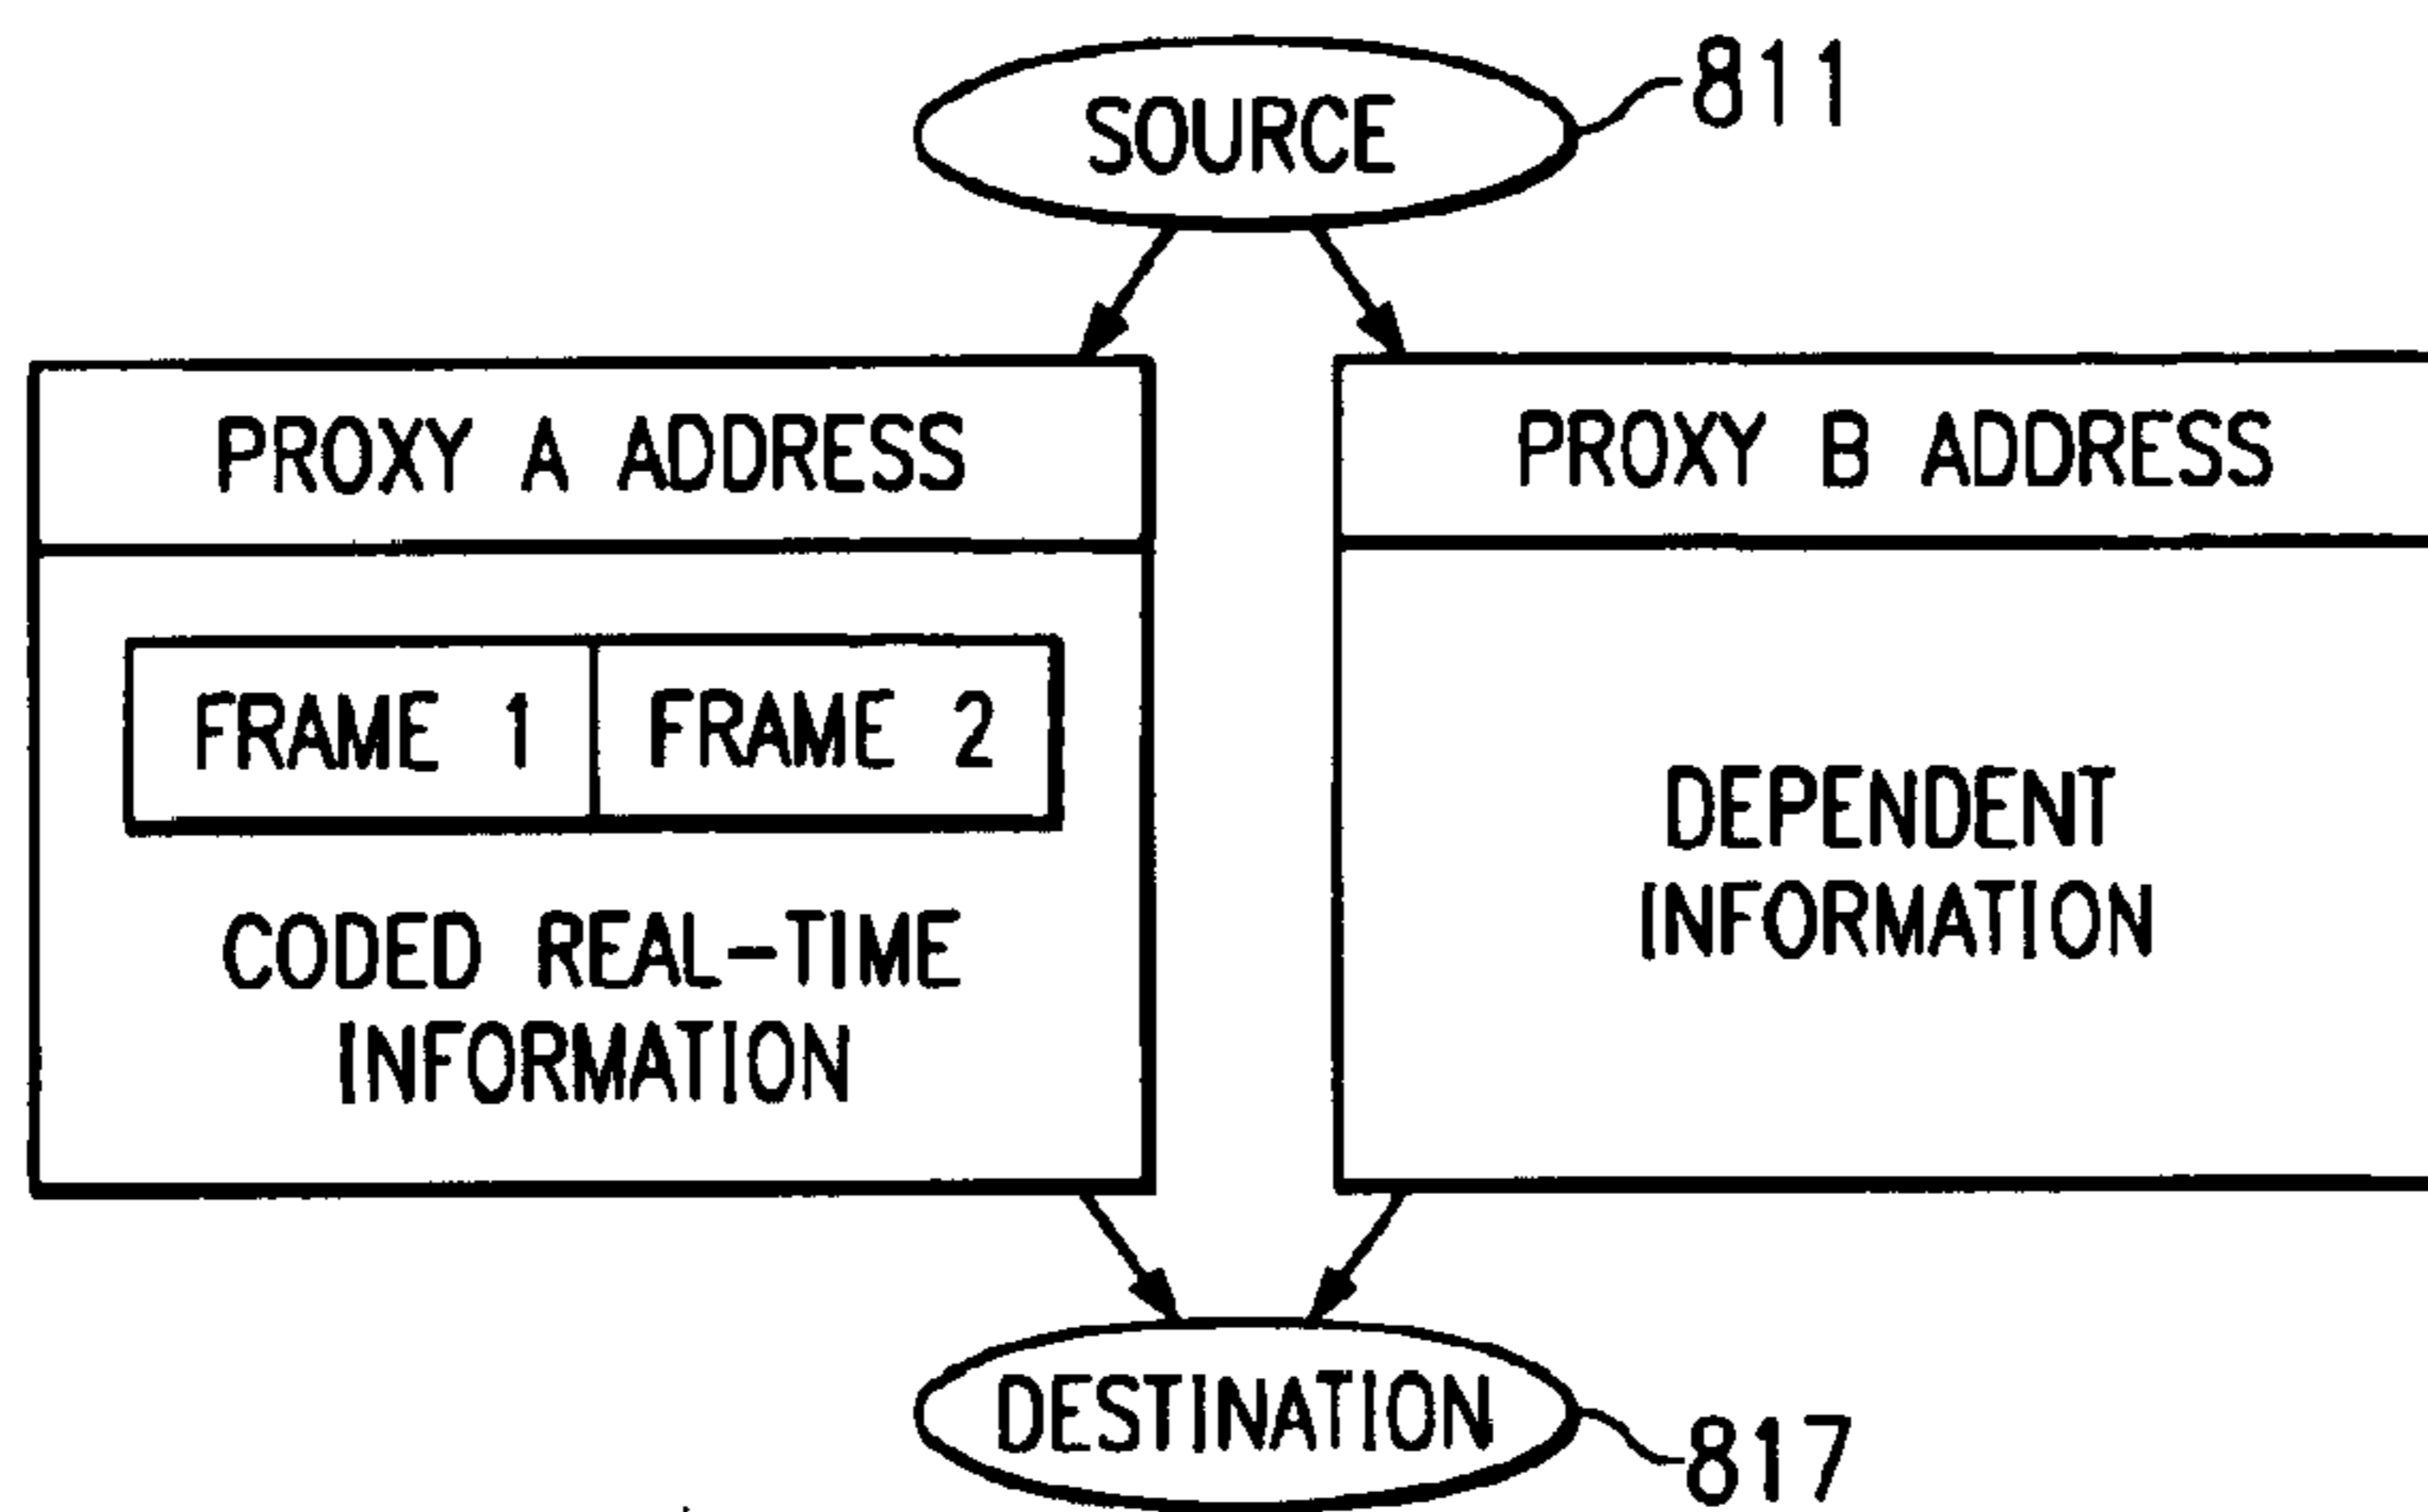 SOURCE
811
PROXY A ADDRESS
PROXY B ADDRESS
FRAME 1
FRAME 2
CODED REAL-TIME
INFORMATION
DEPENDENT
INFORMATION
DESTINATION
817